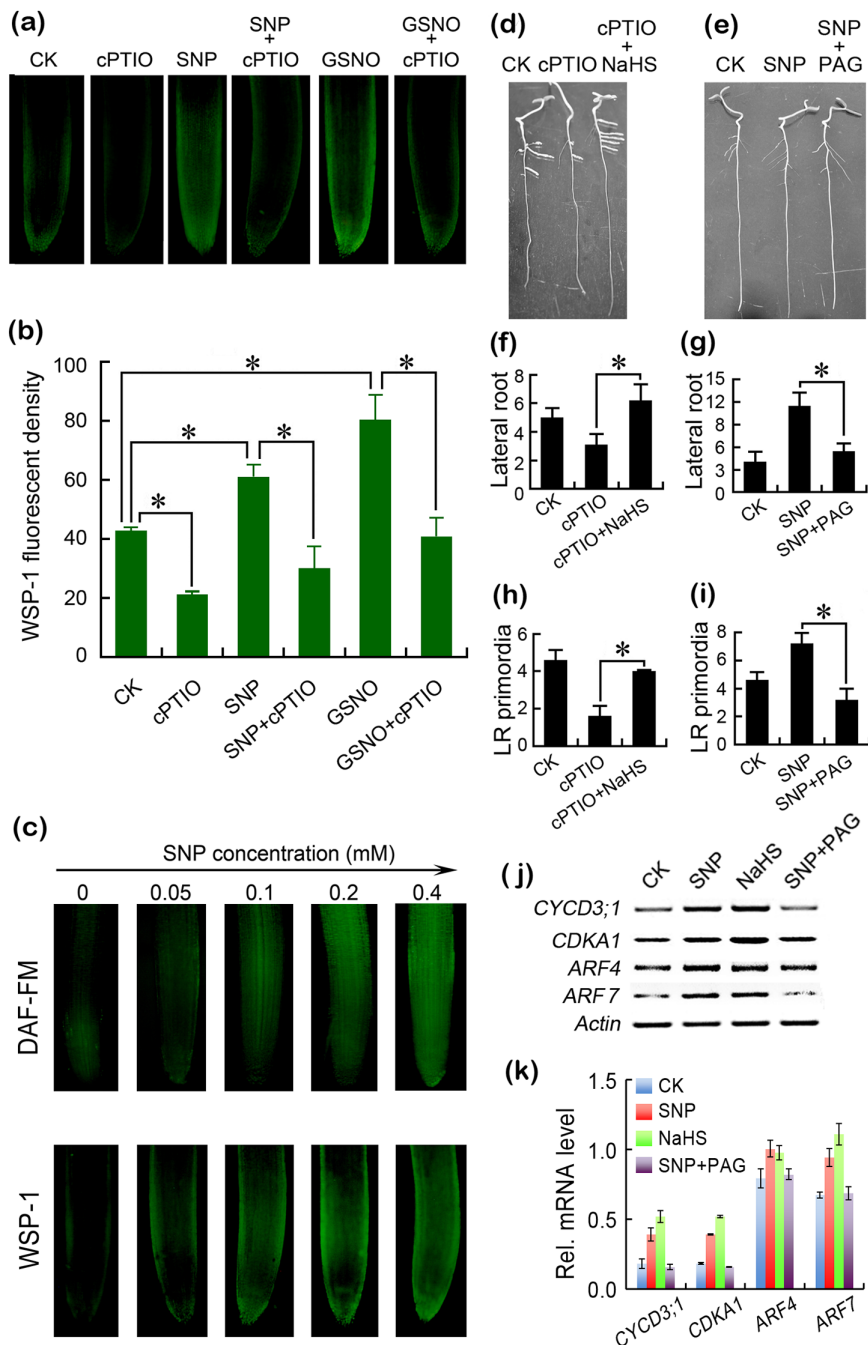 (a)
CK cPTIO SNP SNP + cPTIO GSNO GSNO + cPTIO
(b)
WSP-1 fluorescent density
100
80
60
40
20
0
* * * * *
CK cPTIO SNP SNP+cPTIO GSNO GSNO+cPTIO
(c)
SNP concentration (mM)
0 0.05 0.1 0.2 0.4
DAF-FM
WSP-1
(d)
CK cPTIO cPTIO + NaHS
(e)
CK SNP SNP + PAG
(f)
Lateral root
8
6
4
2
0
*
CK cPTIO cPTIO+NaHS
(g)
Lateral root
15
12
6
3
0
*
CK SNP SNP+PAG
(h)
LR primordia
6
4
2
0
*
CK cPTIO cPTIO+NaHS
(i)
LR primordia
8
6
4
2
0
*
CK SNP SNP+PAG
(j)
CK SNP NaHS SNP+PAG
CYCD3;1
CDKA1
ARF4
ARF7
Actin
(k)
Rel. mRNA level
1.5
1.0
0.5
0.0
CK
SNP
NaHS
SNP+PAG
CYCD3;1 CDKA1 ARF4 ARF7